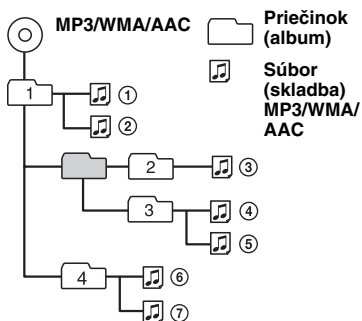 MP3/WMA/AAC
Priečinok
(album)
Súbor
(skladba)
MP3/WMA/
AAC
1
①
②
2
③
3
④
⑤
4
⑥
⑦